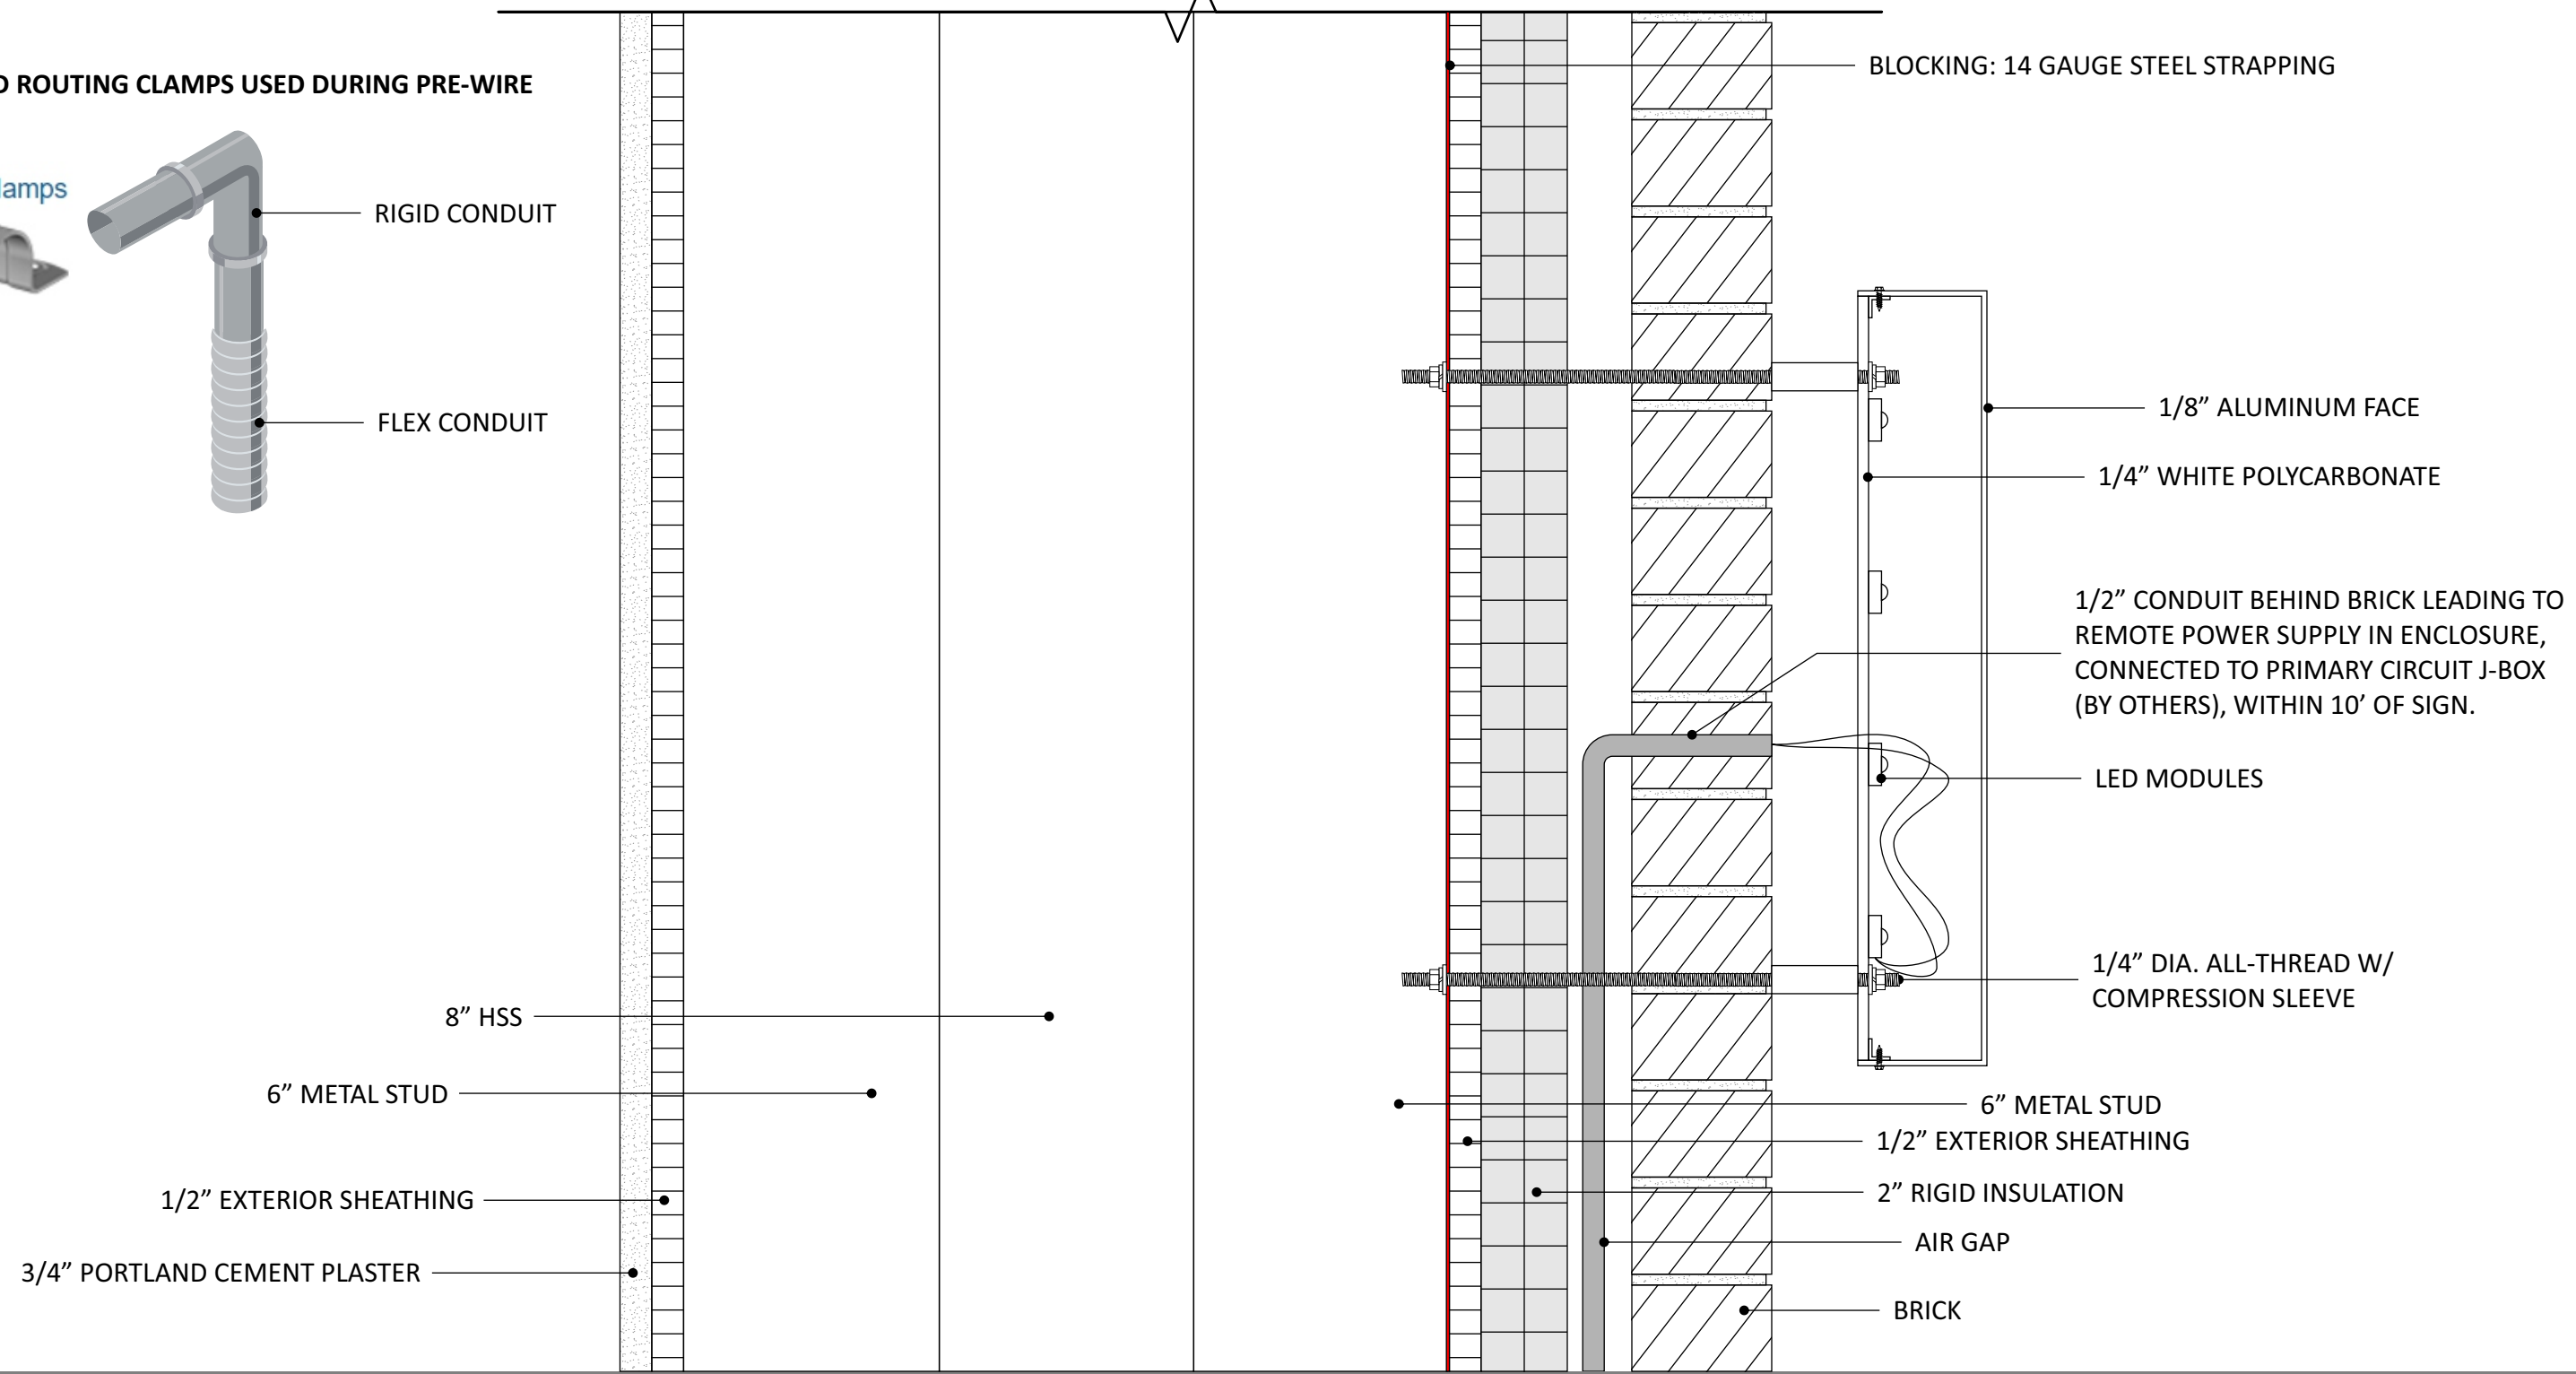 ROUTING CLAMPS USED DURING PRE-WIRE
RIGID CONDUIT
FLEX CONDUIT
8” HSS
6” METAL STUD
1/2” EXTERIOR SHEATHING
3/4” PORTLAND CEMENT PLASTER
BLOCKING: 14 GAUGE STEEL STRAPPING
1/8” ALUMINUM FACE
1/4” WHITE POLYCARBONATE
1/2” CONDUIT BEHIND BRICK LEADING TO
REMOTE POWER SUPPLY IN ENCLOSURE,
CONNECTED TO PRIMARY CIRCUIT J-BOX
(BY OTHERS), WITHIN 10’ OF SIGN.
LED MODULES
1/4” DIA. ALL-THREAD W/
COMPRESSION SLEEVE
6” METAL STUD
1/2” EXTERIOR SHEATHING
2” RIGID INSULATION
AIR GAP
BRICK